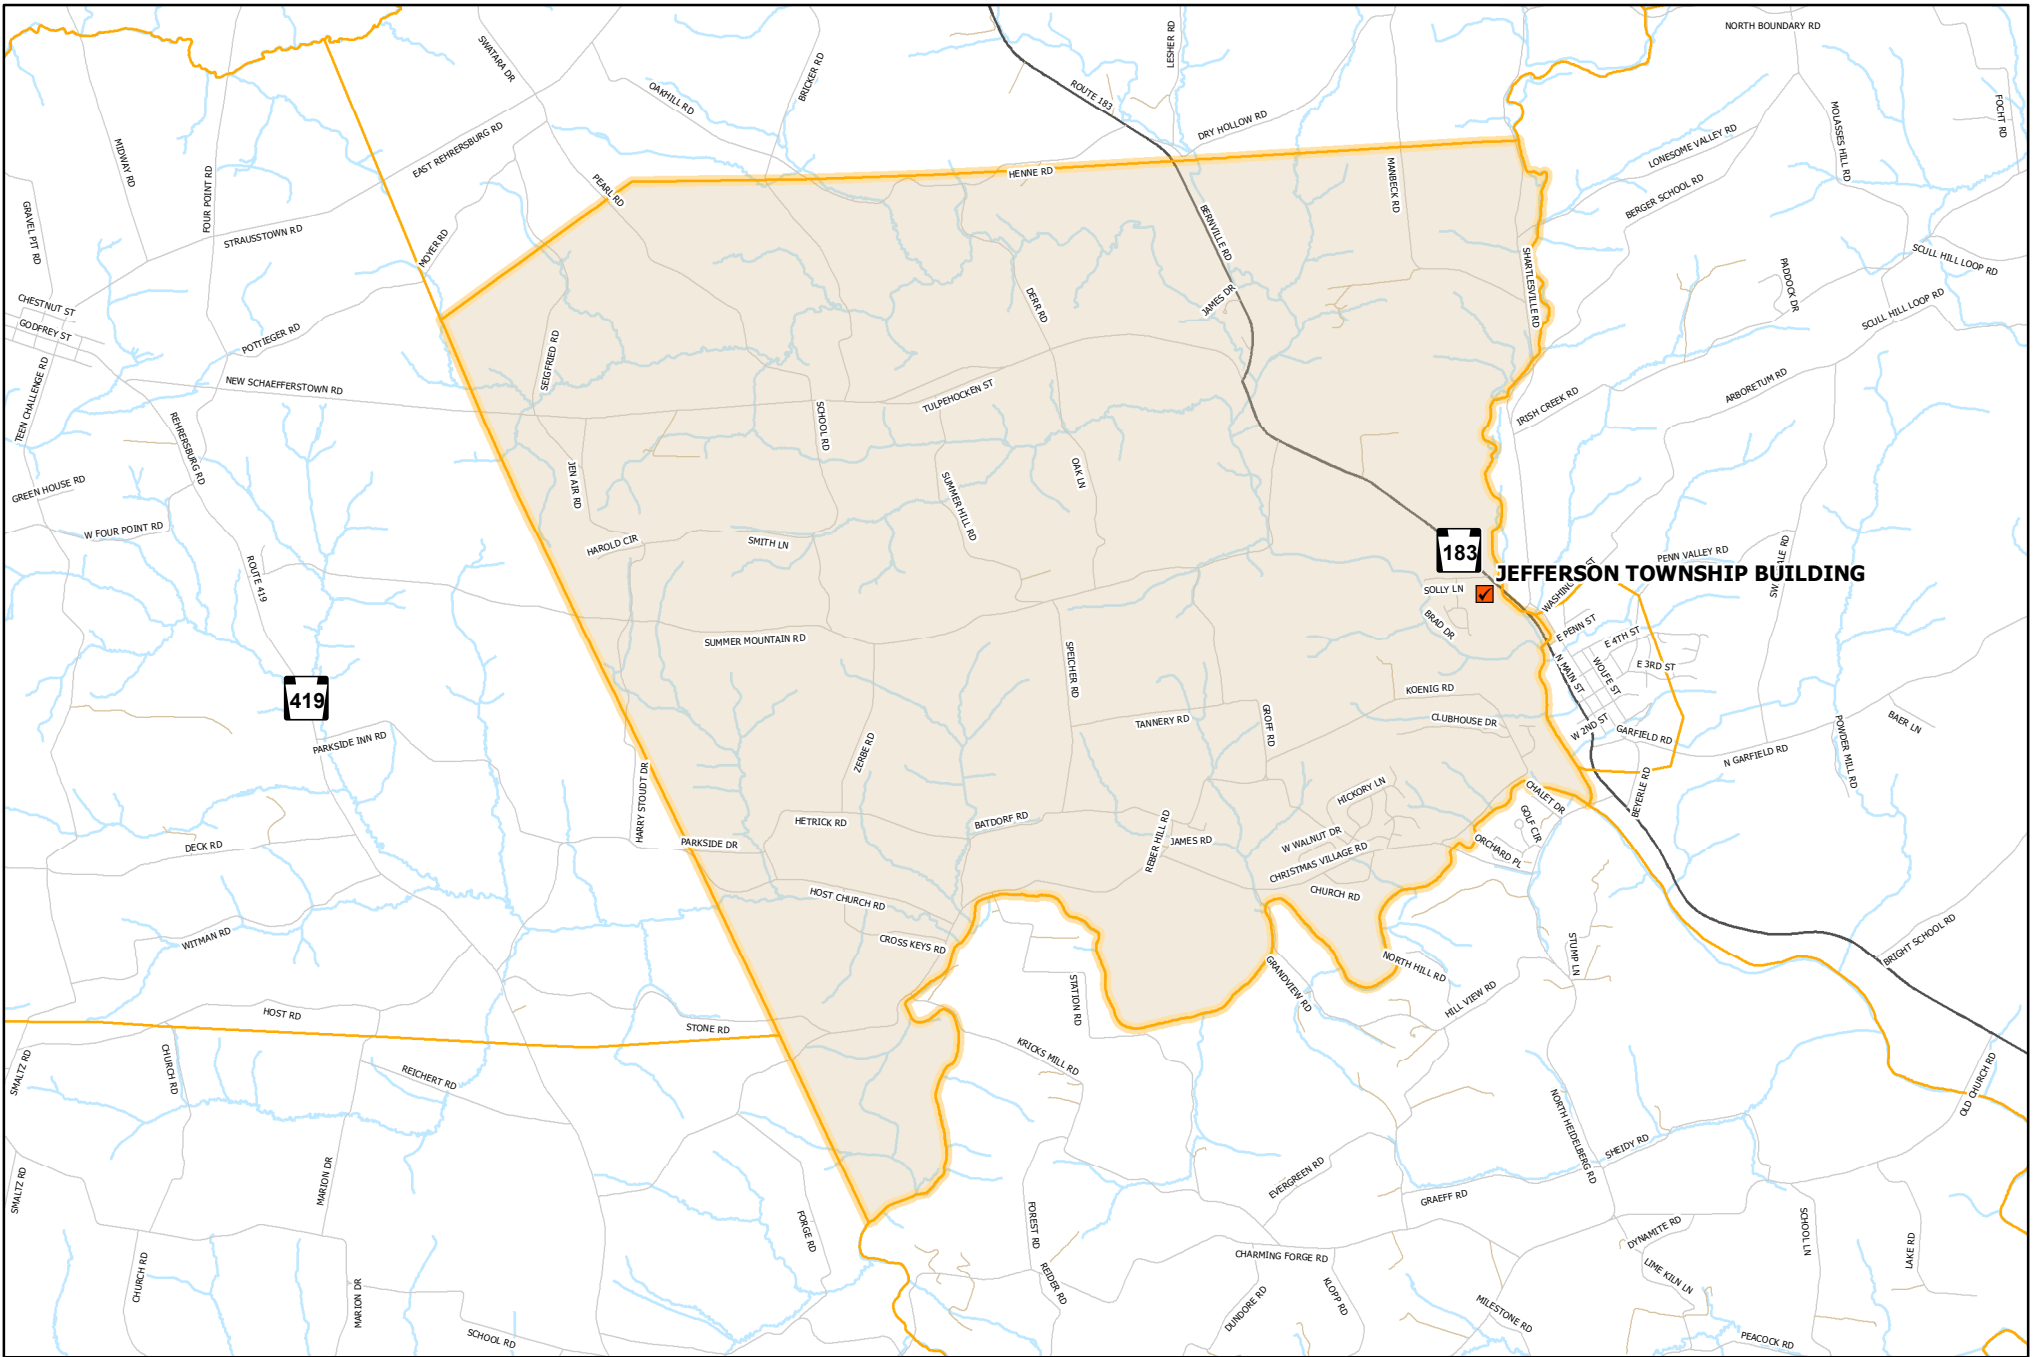 NORTH BOUNDARY RD
SWATARA DR
LESHER RD
BRICKER RD
OAKHILL RD
ROUTE 183
FOCHT RD
MOLASSES HILL RD
DRY HOLLOW RD
LONESOME VALLEY RD
EAST REHRERSBURG RD
MIDWAY RD
FOUR POINT RD
HENNE RD
MANBECK RD
PEARL RD
BERGER SCHOOL RD
GRAVEL PIT RD
STRAUSSTOWN RD
MOYER RD
BERNVILLE RD
SCULL HILL LOOP RD
SHARTLESVILLE RD
PADDOCK DR
CHESTNUT ST
JAMES DR
DERR RD
SCULL HILL LOOP RD
GODFREY ST
POTTIEGER RD
SEIGFRIED RD
NEW SCHAEFFERSTOWN RD
TEEN CHALLENGE RD
TULPEHOCKEN ST
ARBORETUM RD
IRISH CREEK RD
SCHOOL RD
REHRERSBURG RD
JEN AIR RD
OAK LN
GREEN HOUSE RD
SUMMER HILL RD
W FOUR POINT RD
HAROLD CIR
SMITH LN
183
PENN VALLEY RD
JEFFERSON TOWNSHIP BUILDING
ROUTE 419
SOLLY LN
BRAD DR
E PENN ST
E 4TH ST
SUMMER MOUNTAIN RD
SPEICHER RD
N MAIN ST
WOLFE ST
E 3RD ST
419
KOENIG RD
CLUBHOUSE DR
TANNERY RD
GROFF RD
W 2ND ST
GARFIELD RD
BAER LN
POWDER MILL RD
PARKSIDE INN RD
ZERBE RD
N GARFIELD RD
HARRY STOUDT DR
HICKORY LN
CHALET DR
BEYERLE RD
HETRICK RD
BATDORF RD
GOLF CIR
REBER HILL RD
JAMES RD
W WALNUT DR
DECK RD
PARKSIDE DR
ORCHARD PL
CHRISTMAS VILLAGE RD
HOST CHURCH RD
CHURCH RD
WITMAN RD
CROSS KEYS RD
STUMP LN
BRIGHT SCHOOL RD
NORTH HILL RD
GRANDVIEW RD
STATION RD
HILL VIEW RD
HOST RD
STONE RD
KRICKS MILL RD
SMALTZ RD
CHURCH RD
REICHERT RD
OLD CHURCH RD
NORTH HEIDELBERG RD
SHEIDY RD
SMALTZ RD
MARION DR
EVERGREEN RD
GRAEFF RD
FORGE RD
FOREST RD
DYNAMITE RD
SCHOOL LN
LAKE RD
CHARMING FORGE RD
CHURCH RD
MARION DR
REIDER RD
LIME KILN LN
DUNDORE RD
KLOPP RD
MILESTONE RD
SCHOOL RD
PEACOCK RD